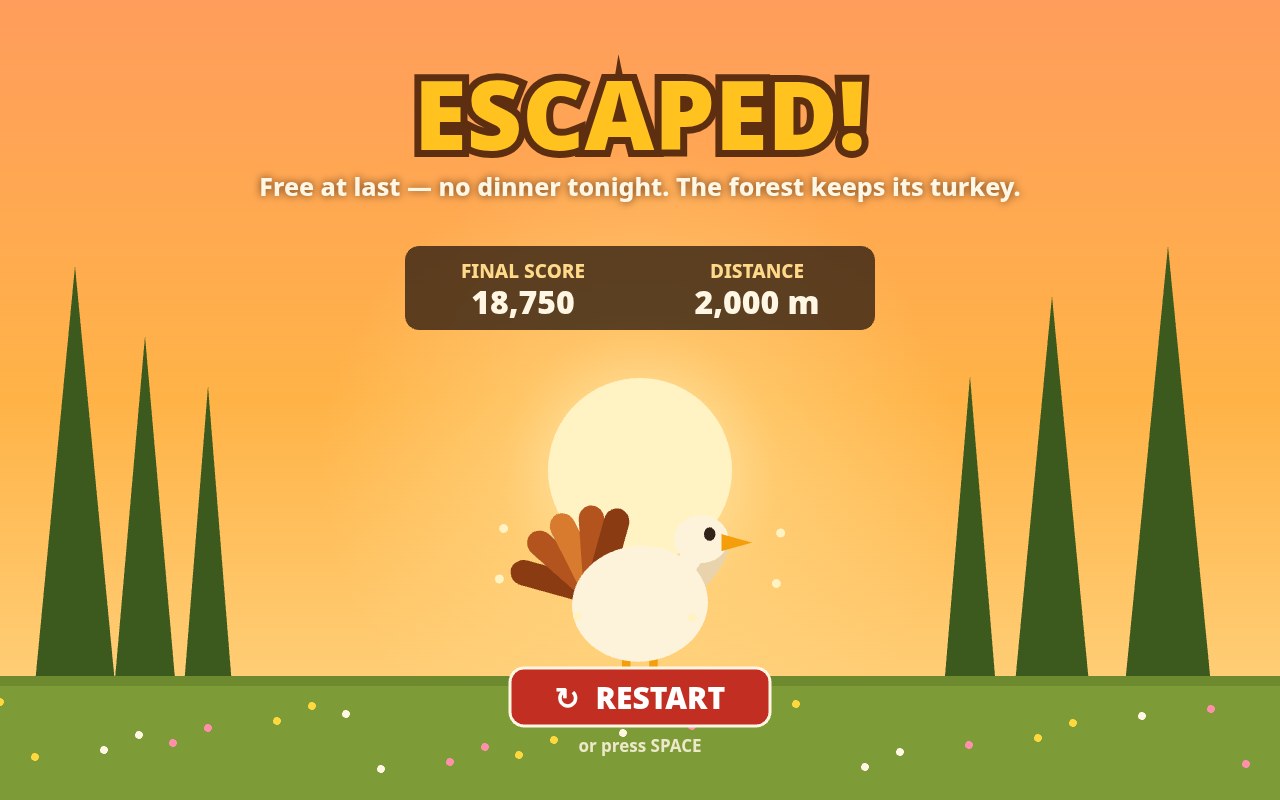 ESCAPED!
Free at last — no dinner tonight. The forest keeps its turkey.
FINAL SCORE
18,750
DISTANCE
2,000 m
↻ RESTART
or press SPACE